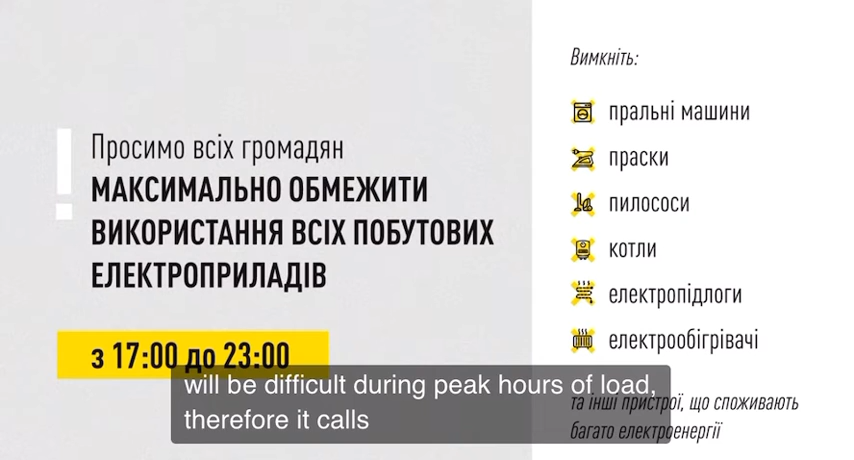 Просимо всіх громадян
МАКСИМАЛЬНО ОБМЕЖИТИ
ВИКОРИСТАННЯ ВСІХ ПОБУТОВИХ
ЕЛЕКТРОПРИЛАДІВ
з 17:00 до 23:00
Вимкніть:
пральні машини
праски
пилососи
котли
електропідлоги
електрообігрівачі
та інші пристрої, що споживають
багато електроенергії
will be difficult during peak hours of load,
therefore it calls